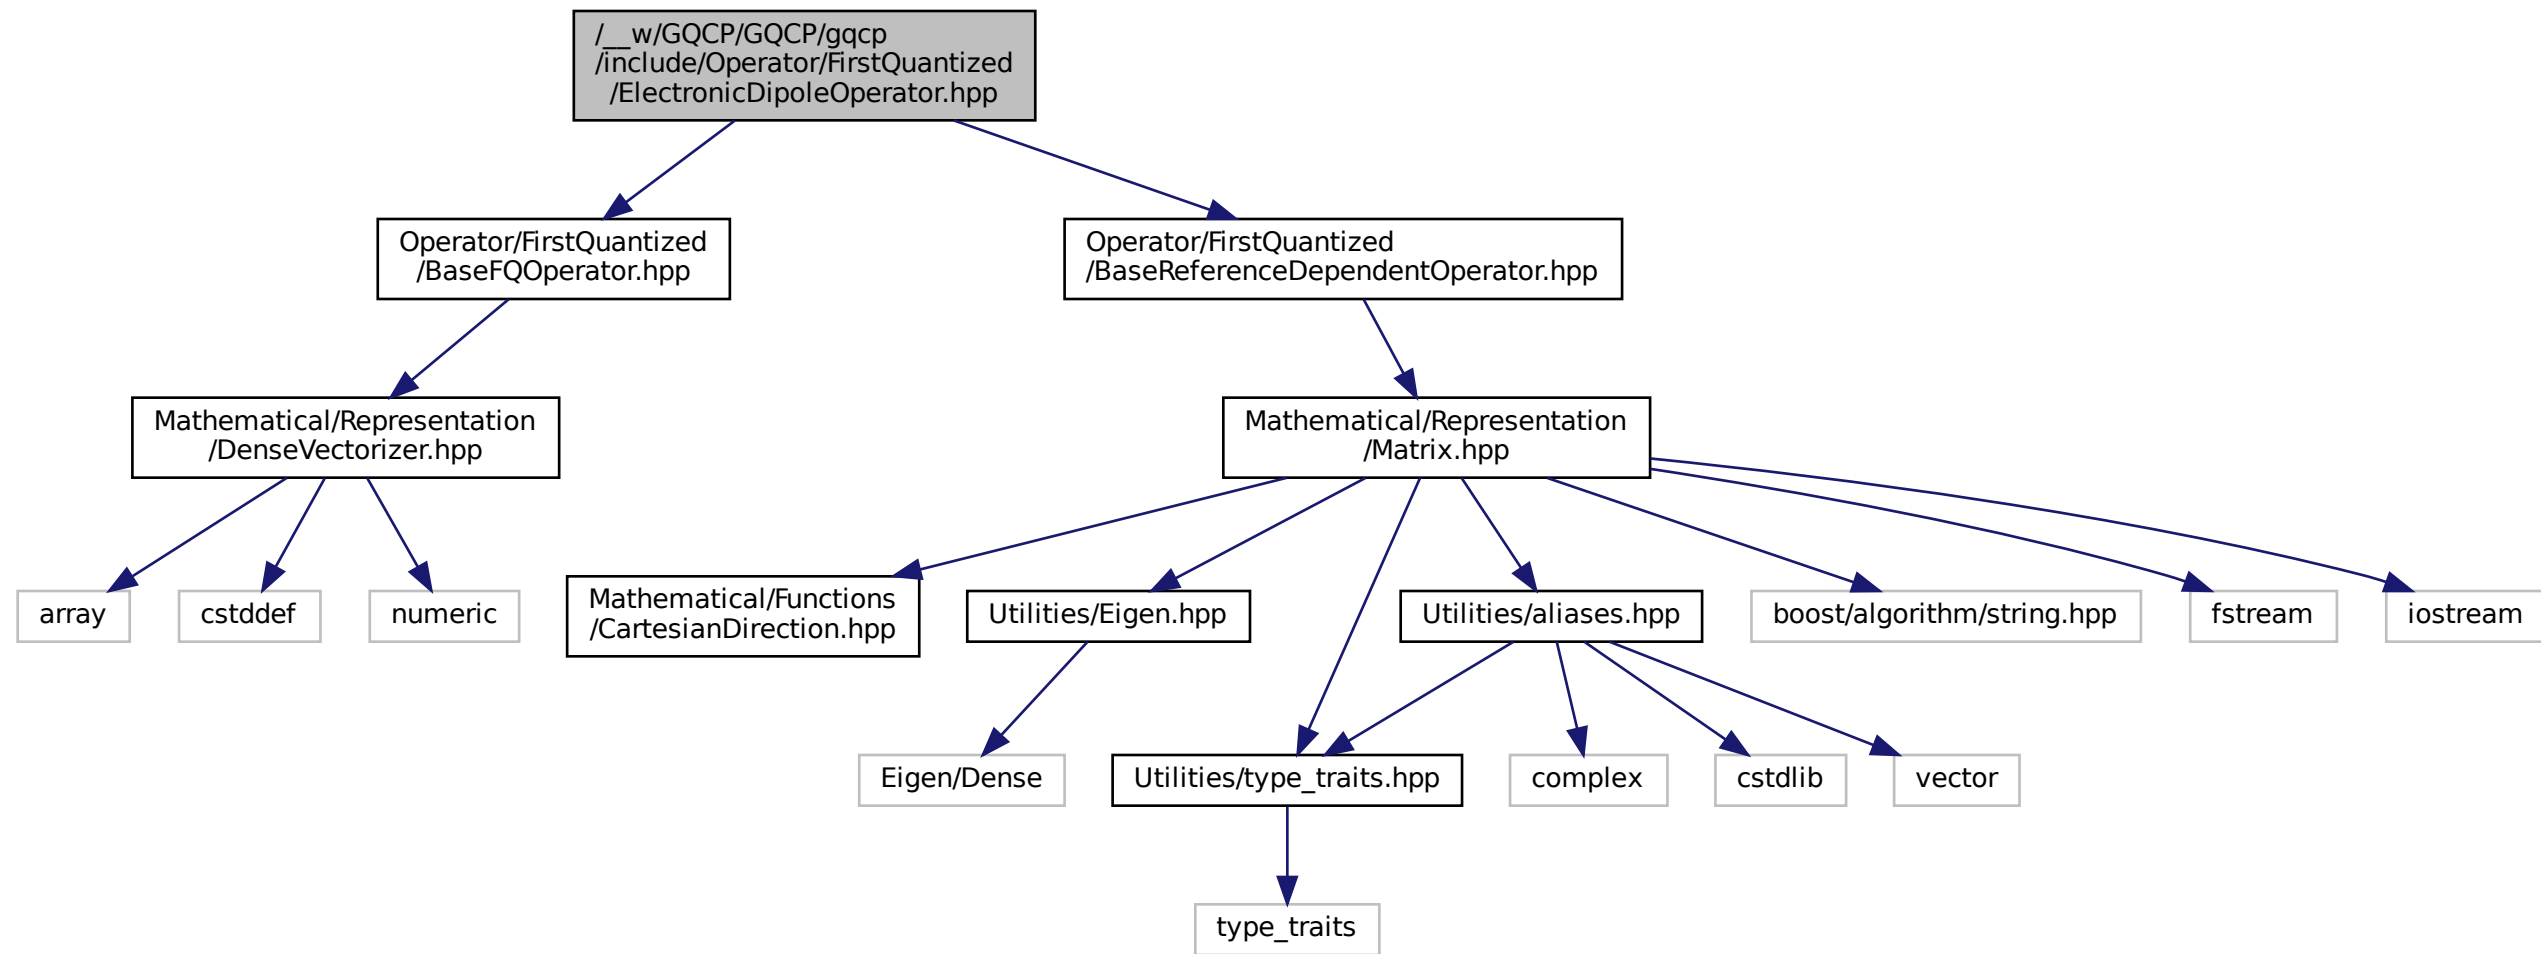 /__w/GQCP/GQCP/gqcp
/include/Operator/FirstQuantized
/ElectronicDipoleOperator.hpp
Operator/FirstQuantized
/BaseFQOperator.hpp
Operator/FirstQuantized
/BaseReferenceDependentOperator.hpp
Mathematical/Representation
/DenseVectorizer.hpp
Mathematical/Representation
/Matrix.hpp
array
cstddef
numeric
Mathematical/Functions
/CartesianDirection.hpp
Utilities/Eigen.hpp
Utilities/aliases.hpp
boost/algorithm/string.hpp
fstream
iostream
Eigen/Dense
Utilities/type_traits.hpp
complex
cstdlib
vector
type_traits